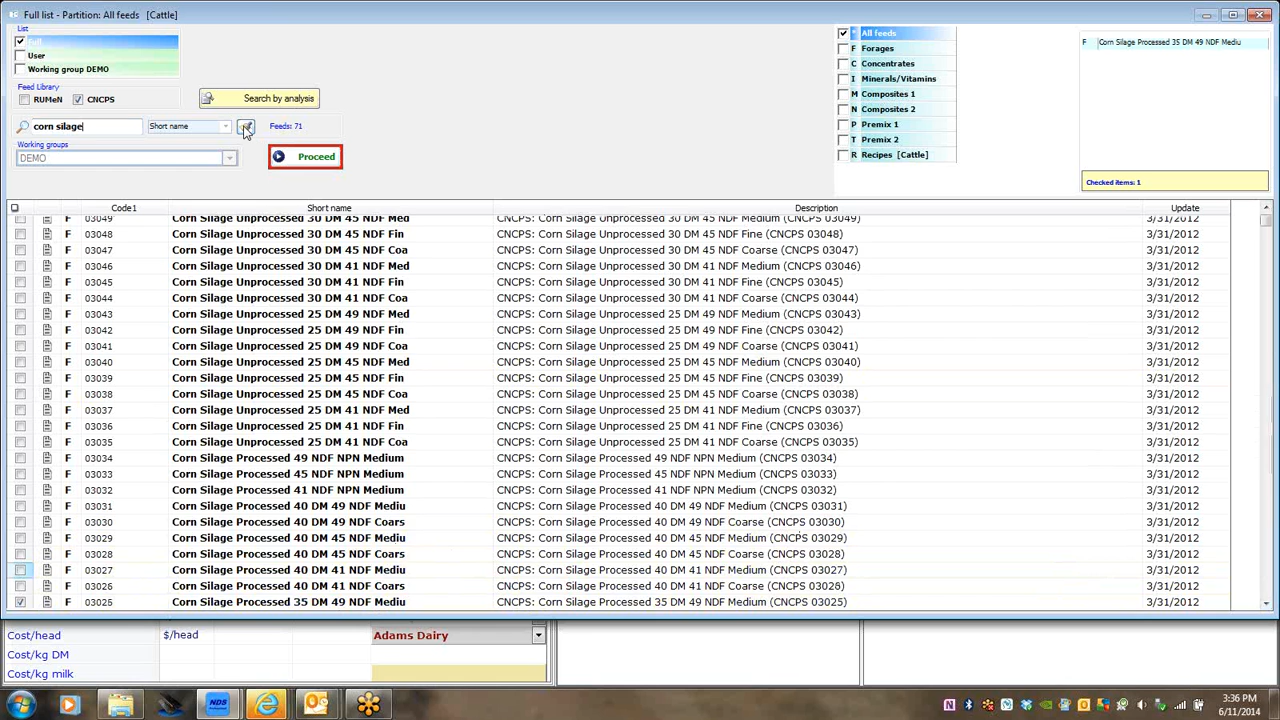 Full list - Partition: All feeds   [Cattle]
List
Full
User
Working group DEMO
Feed Library
RUMeN CNCPS
Search by analysis
corn silage Short name Feeds: 71
Working groups
DEMO
Proceed
* All feeds
F Forages
C Concentrates
I Minerals/Vitamins
M Composites 1
N Composites 2
P Premix 1
T Premix 2
R Recipes [Cattle]
F Corn Silage Processed 35 DM 49 NDF Mediu
Checked items: 1
Code1 Short name Description Update
F 03049 Corn Silage Unprocessed 30 DM 45 NDF Med CNCPS: Corn Silage Unprocessed 30 DM 45 NDF Medium (CNCPS 03049) 3/31/2012
F 03048 Corn Silage Unprocessed 30 DM 45 NDF Fin CNCPS: Corn Silage Unprocessed 30 DM 45 NDF Fine (CNCPS 03048) 3/31/2012
F 03047 Corn Silage Unprocessed 30 DM 45 NDF Coa CNCPS: Corn Silage Unprocessed 30 DM 45 NDF Coarse (CNCPS 03047) 3/31/2012
F 03046 Corn Silage Unprocessed 30 DM 41 NDF Med CNCPS: Corn Silage Unprocessed 30 DM 41 NDF Medium (CNCPS 03046) 3/31/2012
F 03045 Corn Silage Unprocessed 30 DM 41 NDF Fin CNCPS: Corn Silage Unprocessed 30 DM 41 NDF Fine (CNCPS 03045) 3/31/2012
F 03044 Corn Silage Unprocessed 30 DM 41 NDF Coa CNCPS: Corn Silage Unprocessed 30 DM 41 NDF Coarse (CNCPS 03044) 3/31/2012
F 03043 Corn Silage Unprocessed 25 DM 49 NDF Med CNCPS: Corn Silage Unprocessed 25 DM 49 NDF Medium (CNCPS 03043) 3/31/2012
F 03042 Corn Silage Unprocessed 25 DM 49 NDF Fin CNCPS: Corn Silage Unprocessed 25 DM 49 NDF Fine (CNCPS 03042) 3/31/2012
F 03041 Corn Silage Unprocessed 25 DM 49 NDF Coa CNCPS: Corn Silage Unprocessed 25 DM 49 NDF Coarse (CNCPS 03041) 3/31/2012
F 03040 Corn Silage Unprocessed 25 DM 45 NDF Med CNCPS: Corn Silage Unprocessed 25 DM 45 NDF Medium (CNCPS 03040) 3/31/2012
F 03039 Corn Silage Unprocessed 25 DM 45 NDF Fin CNCPS: Corn Silage Unprocessed 25 DM 45 NDF Fine (CNCPS 03039) 3/31/2012
F 03038 Corn Silage Unprocessed 25 DM 45 NDF Coa CNCPS: Corn Silage Unprocessed 25 DM 45 NDF Coarse (CNCPS 03038) 3/31/2012
F 03037 Corn Silage Unprocessed 25 DM 41 NDF Med CNCPS: Corn Silage Unprocessed 25 DM 41 NDF Medium (CNCPS 03037) 3/31/2012
F 03036 Corn Silage Unprocessed 25 DM 41 NDF Fin CNCPS: Corn Silage Unprocessed 25 DM 41 NDF Fine (CNCPS 03036) 3/31/2012
F 03035 Corn Silage Unprocessed 25 DM 41 NDF Coa CNCPS: Corn Silage Unprocessed 25 DM 41 NDF Coarse (CNCPS 03035) 3/31/2012
F 03034 Corn Silage Processed 49 NDF NPN Medium CNCPS: Corn Silage Processed 49 NDF NPN Medium (CNCPS 03034) 3/31/2012
F 03033 Corn Silage Processed 45 NDF NPN Medium CNCPS: Corn Silage Processed 45 NDF NPN Medium (CNCPS 03033) 3/31/2012
F 03032 Corn Silage Processed 41 NDF NPN Medium CNCPS: Corn Silage Processed 41 NDF NPN Medium (CNCPS 03032) 3/31/2012
F 03031 Corn Silage Processed 40 DM 49 NDF Mediu CNCPS: Corn Silage Processed 40 DM 49 NDF Medium (CNCPS 03031) 3/31/2012
F 03030 Corn Silage Processed 40 DM 49 NDF Coars CNCPS: Corn Silage Processed 40 DM 49 NDF Coarse (CNCPS 03030) 3/31/2012
F 03029 Corn Silage Processed 40 DM 45 NDF Mediu CNCPS: Corn Silage Processed 40 DM 45 NDF Medium (CNCPS 03029) 3/31/2012
F 03028 Corn Silage Processed 40 DM 45 NDF Coars CNCPS: Corn Silage Processed 40 DM 45 NDF Coarse (CNCPS 03028) 3/31/2012
F 03027 Corn Silage Processed 40 DM 41 NDF Mediu CNCPS: Corn Silage Processed 40 DM 41 NDF Medium (CNCPS 03027) 3/31/2012
F 03026 Corn Silage Processed 40 DM 41 NDF Coars CNCPS: Corn Silage Processed 40 DM 41 NDF Coarse (CNCPS 03026) 3/31/2012
F 03025 Corn Silage Processed 35 DM 49 NDF Mediu CNCPS: Corn Silage Processed 35 DM 49 NDF Medium (CNCPS 03025) 3/31/2012
Cost/head $/head Adams Dairy
Cost/kg DM
Cost/kg milk
NDS
3:36 PM
6/11/2014